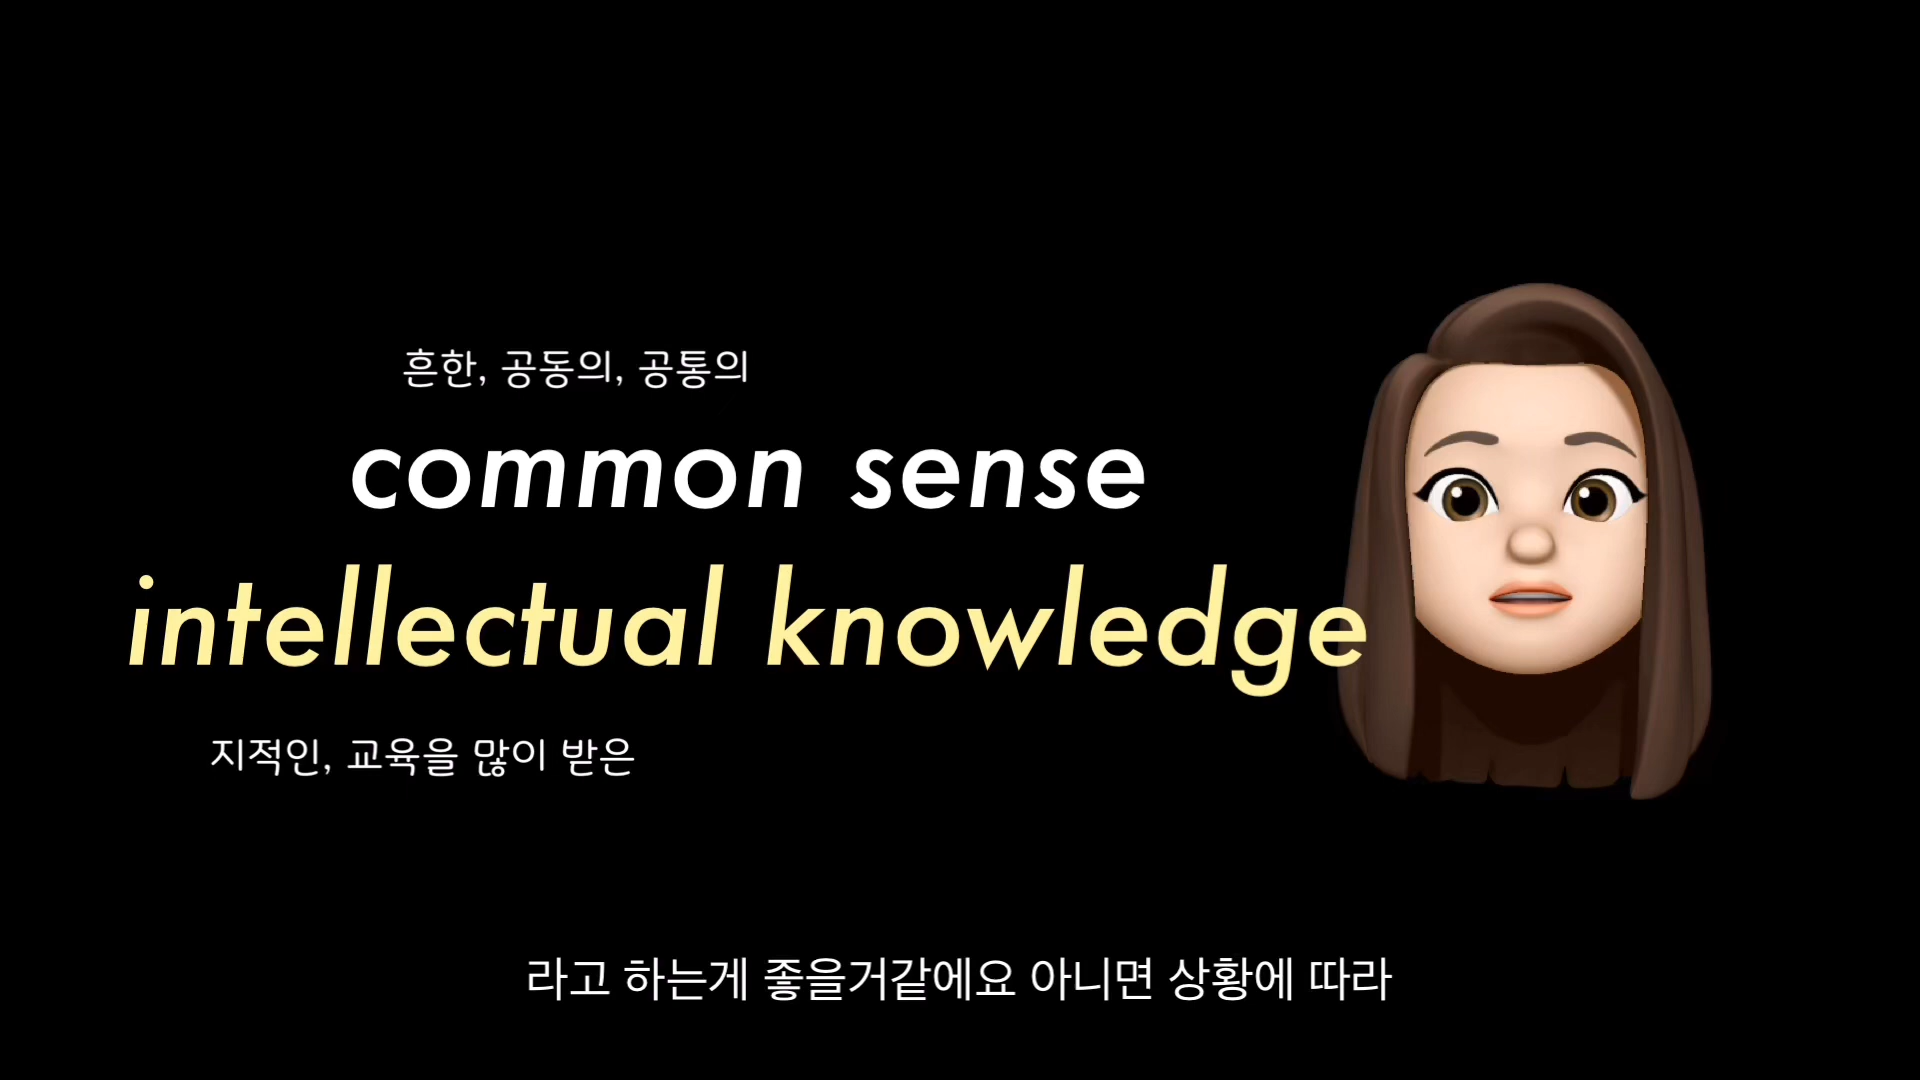 흔한, 공동의, 공통의
common sense
intellectual knowledge
지적인, 교육을 많이 받은
라고 하는게 좋을거같에요 아니면 상황에 따라